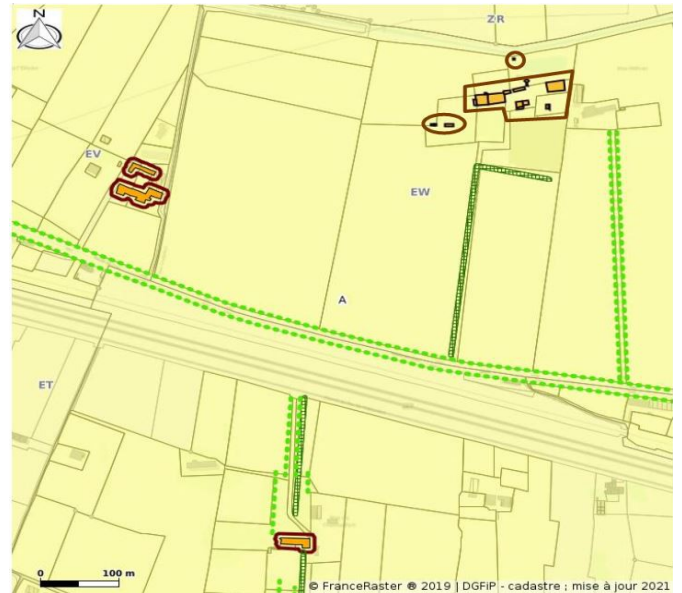 N
ZR
EV
EW
A
ET
0 100 m
© FranceRaster ® 2019 | DGFiP - cadastre ; mise à jour 2021